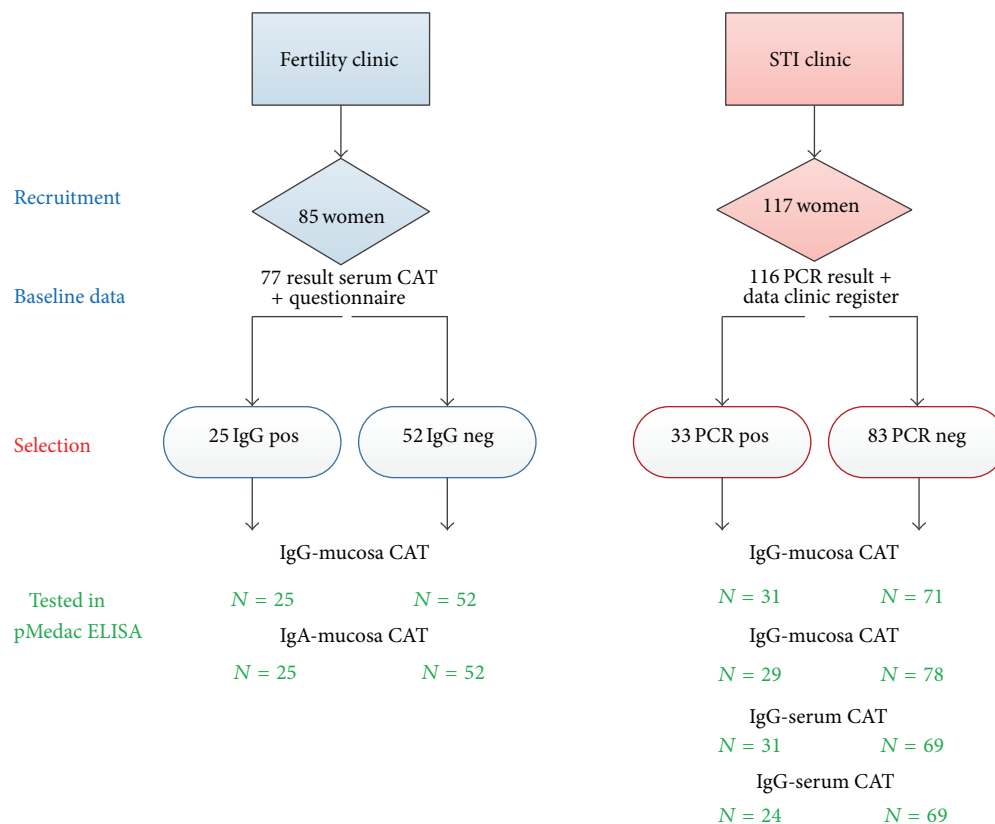 Fertility clinic
STI clinic
Recruitment
85 women
117 women
Baseline data
77 result serum CAT
+ questionnaire
116 PCR result +
data clinic register
Selection
25 IgG pos
52 IgG neg
33 PCR pos
83 PCR neg
Tested in
pMedac ELISA
IgG-mucosa CAT
N = 25
N = 52
IgA-mucosa CAT
N = 25
N = 52
IgG-mucosa CAT
N = 31
N = 71
IgG-mucosa CAT
N = 29
N = 78
IgG-serum CAT
N = 31
N = 69
IgG-serum CAT
N = 24
N = 69